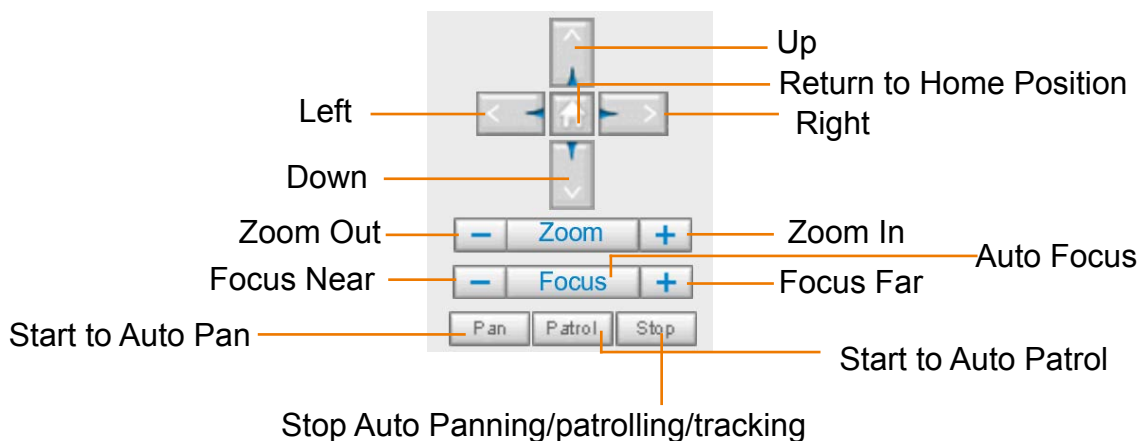 Up
Return to Home Position
Left
Right
Down
Zoom Out
− Zoom +
Zoom In
Auto Focus
Focus Near
− Focus +
Focus Far
Start to Auto Pan
Pan Patrol Stop
Start to Auto Patrol
Stop Auto Panning/patrolling/tracking